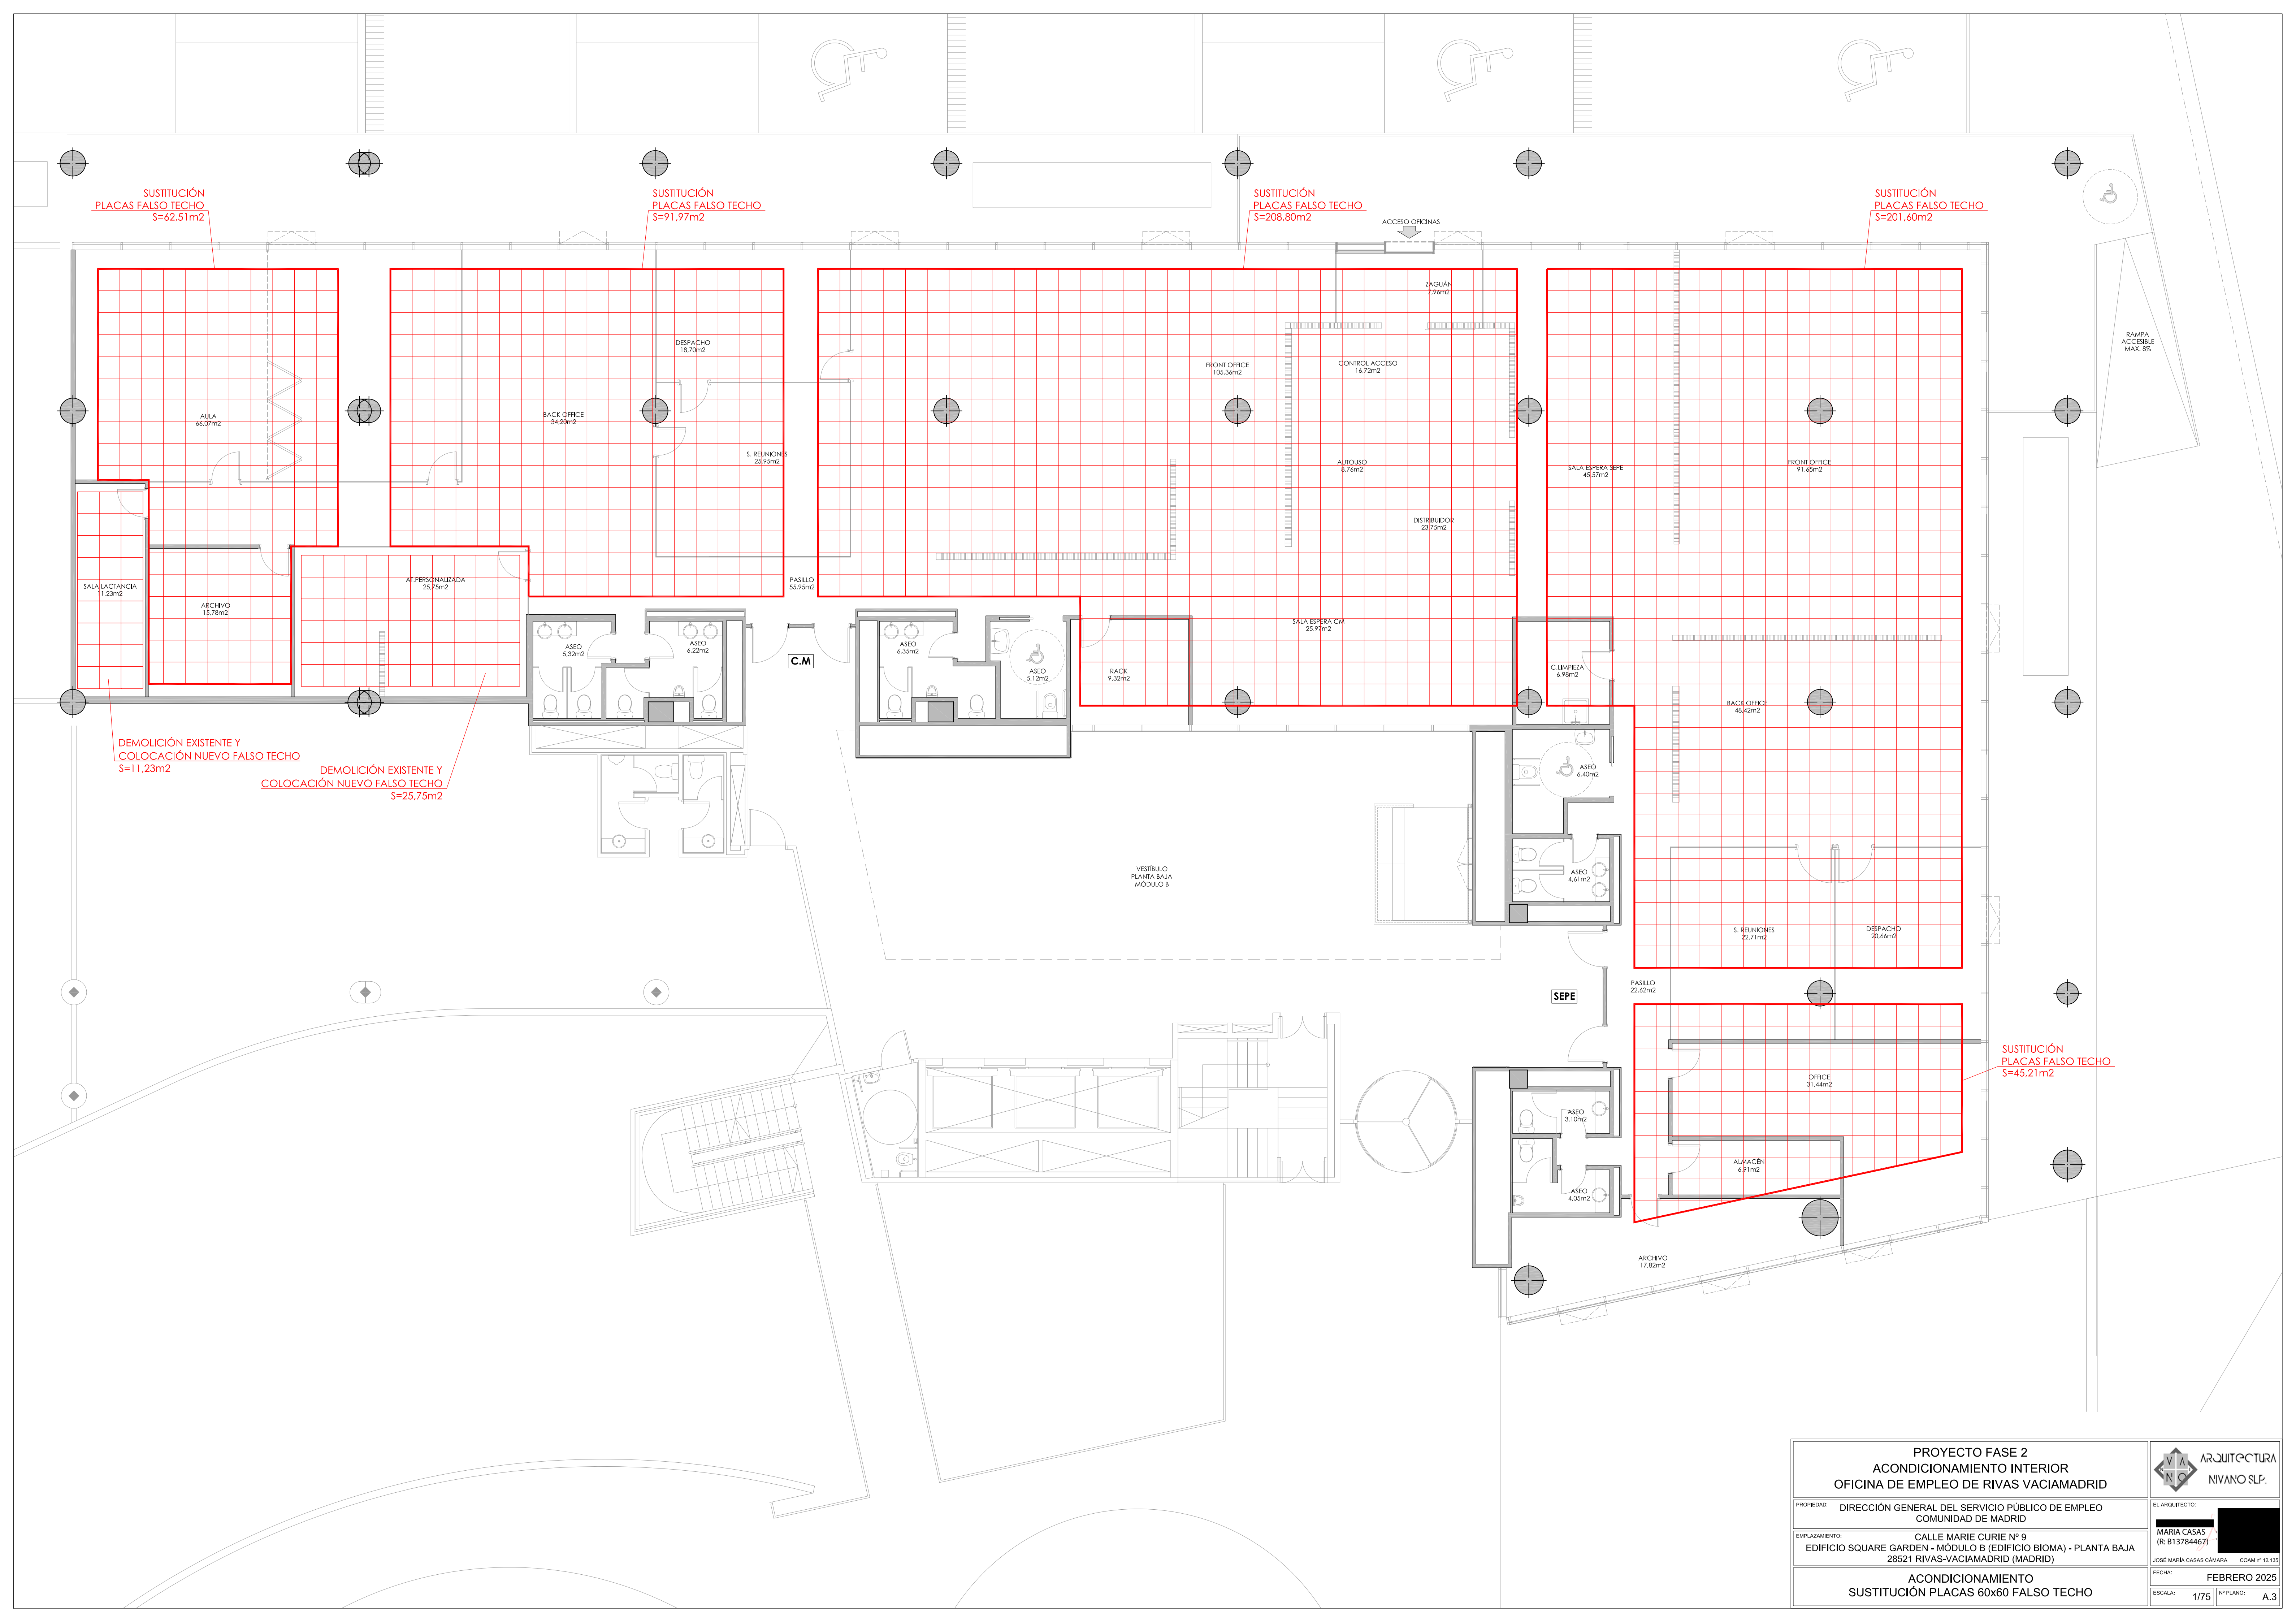 SUSTITUCIÓN
PLACAS FALSO TECHO
S=62,51m2
SUSTITUCIÓN
PLACAS FALSO TECHO
S=91,97m2
SUSTITUCIÓN
PLACAS FALSO TECHO
S=208,80m2
SUSTITUCIÓN
PLACAS FALSO TECHO
S=201,60m2
ACCESO OFICINAS
ZAGUÁN
7,96m2
RAMPA
ACCESIBLE
MAX. 8%
DESPACHO
18,70m2
FRONT OFFICE
105,36m2
CONTROL ACCESO
16,72m2
AULA
66,07m2
BACK OFFICE
34,20m2
S. REUNIONES
25,95m2
AUTOUSO
8,76m2
SALA ESPERA SEPE
45,57m2
FRONT OFFICE
91,65m2
DISTRIBUIDOR
23,75m2
SALA LACTANCIA
11,23m2
ARCHIVO
15,78m2
AT.PERSONALIZADA
25,75m2
PASILLO
55,95m2
SALA ESPERA CM
25,97m2
ASEO
5,32m2
ASEO
6,22m2
C.M
ASEO
6,35m2
ASEO
5,12m2
RACK
9,32m2
C.LIMPIEZA
6,98m2
BACK OFFICE
48,42m2
DEMOLICIÓN EXISTENTE Y
COLOCACIÓN NUEVO FALSO TECHO
S=11,23m2
DEMOLICIÓN EXISTENTE Y
COLOCACIÓN NUEVO FALSO TECHO
S=25,75m2
ASEO
6,40m2
VESTÍBULO
PLANTA BAJA
MÓDULO B
ASEO
4,61m2
S. REUNIONES
22,71m2
DESPACHO
20,66m2
SEPE
PASILLO
22,62m2
SUSTITUCIÓN
PLACAS FALSO TECHO
S=45,21m2
OFFICE
31,44m2
ASEO
3,10m2
ALMACÉN
6,91m2
ASEO
4,05m2
ARCHIVO
17,82m2
PROYECTO FASE 2
ACONDICIONAMIENTO INTERIOR
OFICINA DE EMPLEO DE RIVAS VACIAMADRID
VANO
ARQUITECTURA
NIVANO SLP.
PROPIEDAD: DIRECCIÓN GENERAL DEL SERVICIO PÚBLICO DE EMPLEO
COMUNIDAD DE MADRID
EL ARQUITECTO:
MARIA CASAS
(R: B13784467)
JOSÉ MARÍA CASAS CÁMARA COAM nº 12.135
EMPLAZAMIENTO: CALLE MARIE CURIE Nº 9
EDIFICIO SQUARE GARDEN - MÓDULO B (EDIFICIO BIOMA) - PLANTA BAJA
28521 RIVAS-VACIAMADRID (MADRID)
ACONDICIONAMIENTO
SUSTITUCIÓN PLACAS 60x60 FALSO TECHO
FECHA: FEBRERO 2025
ESCALA: 1/75 Nº PLANO: A.3